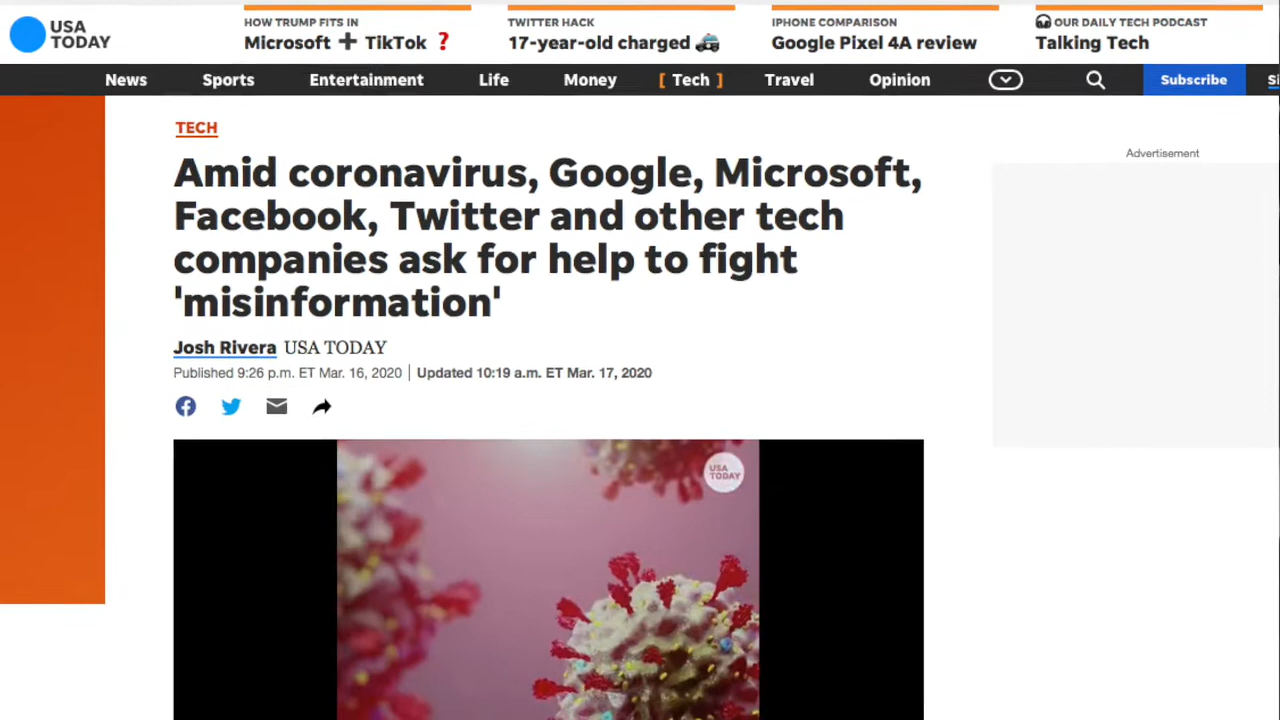 USA
TODAY
HOW TRUMP FITS IN
Microsoft ➕ TikTok ❓
TWITTER HACK
17-year-old charged 🚓
IPHONE COMPARISON
Google Pixel 4A review
🎧 OUR DAILY TECH PODCAST
Talking Tech
News Sports Entertainment Life Money [ Tech ] Travel Opinion Subscribe
TECH
Advertisement
Amid coronavirus, Google, Microsoft,
Facebook, Twitter and other tech
companies ask for help to fight
'misinformation'
Josh Rivera USA TODAY
Published 9:26 p.m. ET Mar. 16, 2020 | Updated 10:19 a.m. ET Mar. 17, 2020
USA
TODAY